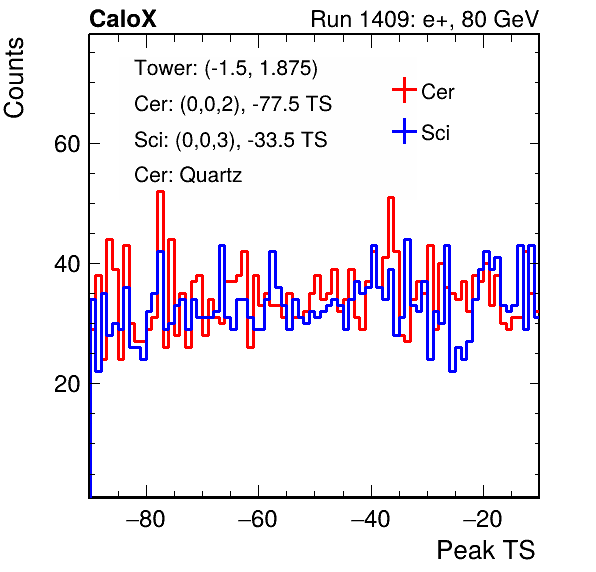 CaloX Run 1409: e+, 80 GeV
Counts
Tower: (-1.5, 1.875)
Cer: (0,0,2), -77.5 TS
Sci: (0,0,3), -33.5 TS
Cer: Quartz
Cer
Sci
60
40
20
−80 −60 −40 −20
Peak TS